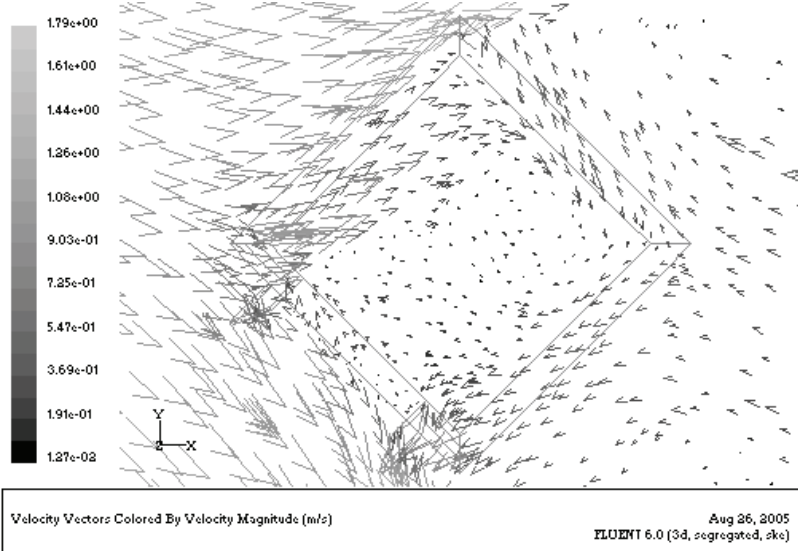 1.79e+00
1.61e+00
1.44e+00
1.26e+00
1.08e+00
9.03e-01
7.25e-01
5.47e-01
3.69e-01
1.91e-01
1.27e-02
Y
Z X
Velocity Vectors Colored By Velocity Magnitude (m/s)
Aug 26, 2005
FLUENT 6.0 (3d, segregated, ske)